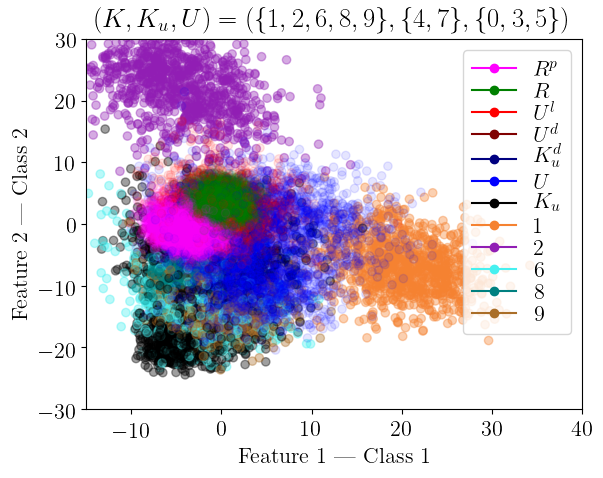 (K, K_u, U) = ({1, 2, 6, 8, 9}, {4, 7}, {0, 3, 5})
30
20
10
0
−10
−20
−30
−10
0
10
20
30
40
Feature 2 — Class 2
Feature 1 — Class 1
R^p
R
U^l
U^d
K_u^d
U
K_u
1
2
6
8
9